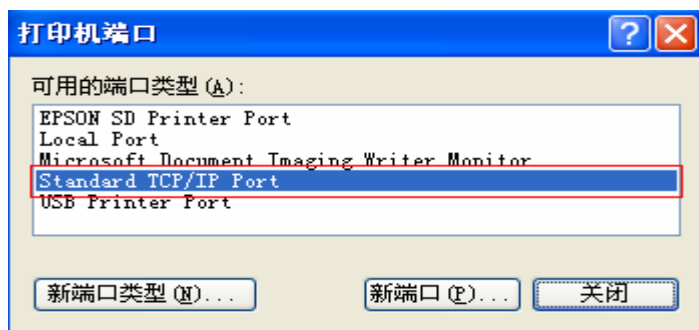 打印机端口
可用的端口类型(A):
EPSON SD Printer Port
Local Port
Microsoft Document Imaging Writer Monitor
Standard TCP/IP Port
USB Printer Port
新端口类型(N)... 新端口(P)... 关闭